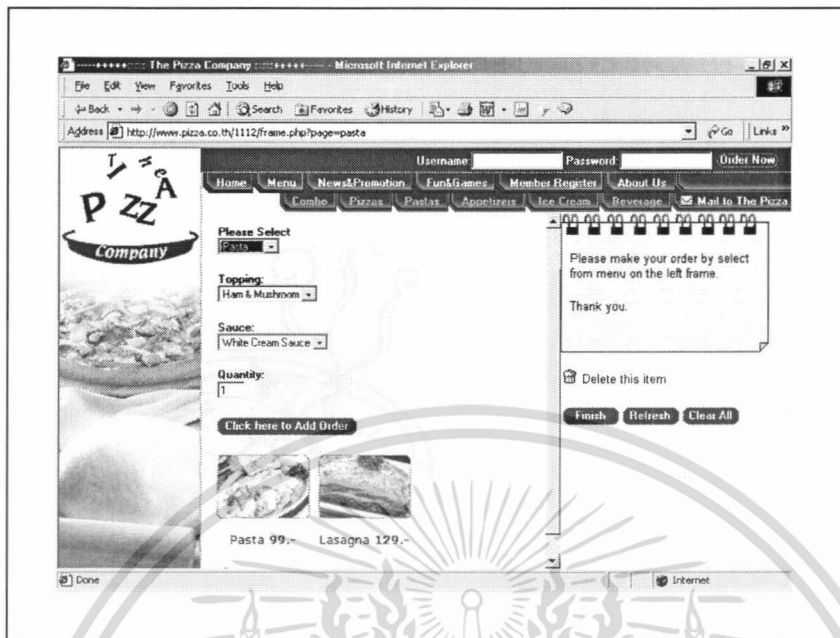 ----+++++::::: The Pizza Company :::::+++++---- - Microsoft Internet Explorer
File Edit View Favorites Tools Help
Back Search Favorites History
Address http://www.pizza.co.th/1112/frame.php?page=pasta Go Links »
THE PIZZA Company
Username: Password: Order Now
Home Menu News&Promotion Fun&Games Member Register About Us
Combo Pizzas Pastas Appetizers Ice Cream Beverage Mail to The Pizza
Please Select
Pasta
Topping:
Ham & Mushroom
Sauce:
White Cream Sauce
Quantity:
1
Click here to Add Order
Pasta 99.- Lasagna 129.-
Please make your order by select
from menu on the left frame.
Thank you.
Delete this item
Finish Refresh Clear All
Done Internet